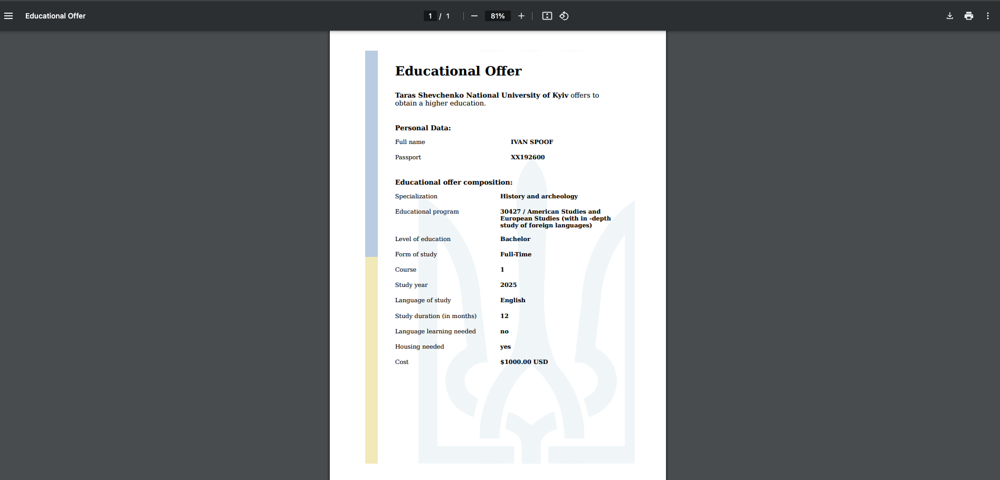 Educational Offer
1 / 1
81%
Educational Offer
Taras Shevchenko National University of Kyiv offers to
obtain a higher education.
Personal Data:
Full name IVAN SPOOF
Passport XX192600
Educational offer composition:
Specialization History and archeology
Educational program 30427 / American Studies and
European Studies (with in -depth
study of foreign languages)
Level of education Bachelor
Form of study Full-Time
Course 1
Study year 2025
Language of study English
Study duration (in months) 12
Language learning needed no
Housing needed yes
Cost $1000.00 USD